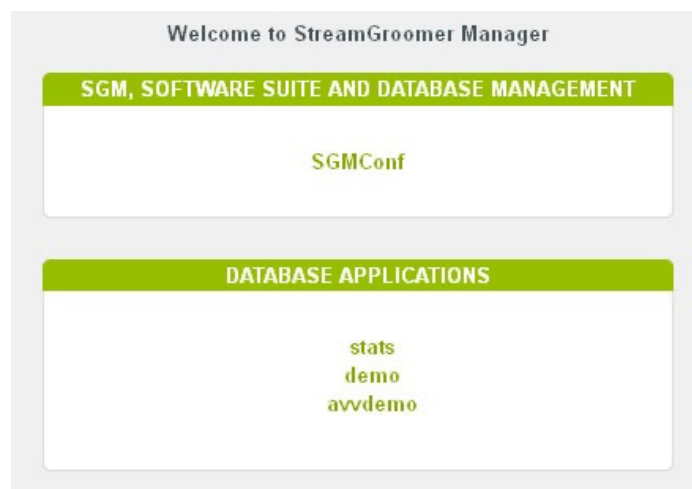 Welcome to StreamGroomer Manager
SGM, SOFTWARE SUITE AND DATABASE MANAGEMENT
SGMConf
DATABASE APPLICATIONS
stats
demo
avvdemo